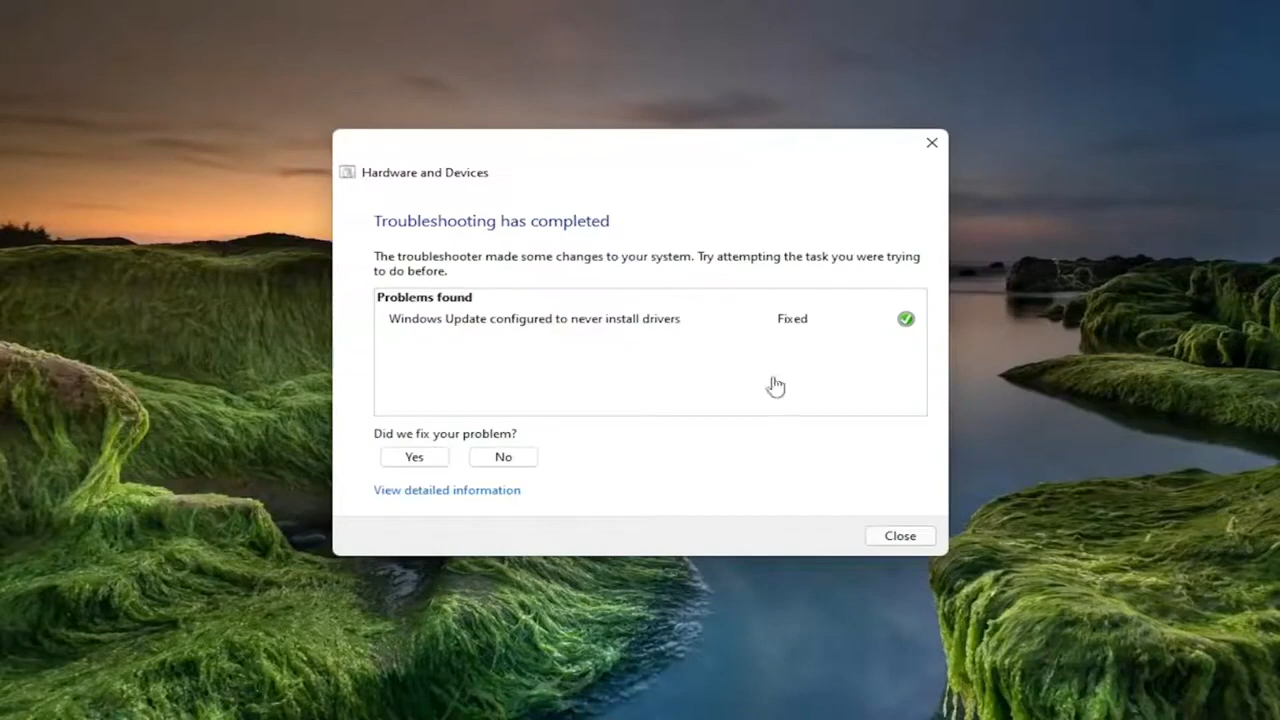 Hardware and Devices
Troubleshooting has completed
The troubleshooter made some changes to your system. Try attempting the task you were trying
to do before.
Problems found
Windows Update configured to never install drivers Fixed
Did we fix your problem?
Yes No
View detailed information
Close